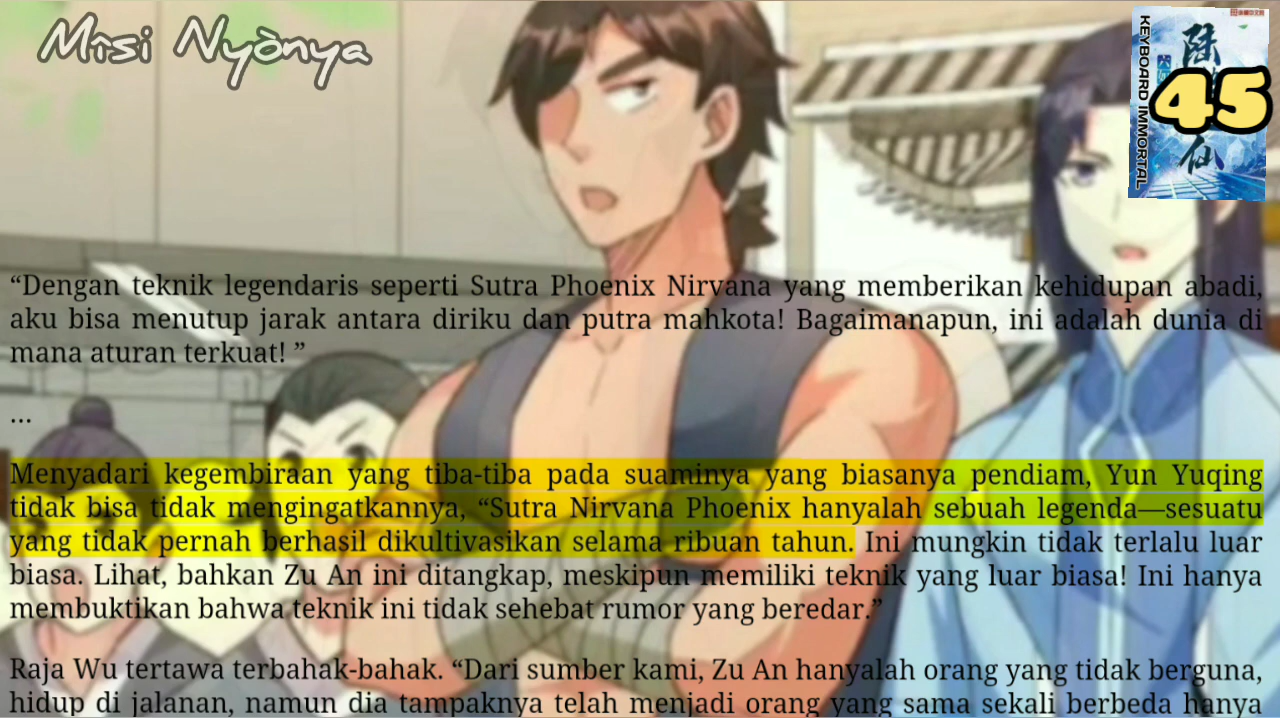 Mîsi Nyònya
KEYBOARD IMMORTAL
45
“Dengan teknik legendaris seperti Sutra Phoenix Nirvana yang memberikan kehidupan abadi,
aku bisa menutup jarak antara diriku dan putra mahkota! Bagaimanapun, ini adalah dunia di
mana aturan terkuat! ”
...
Menyadari kegembiraan yang tiba-tiba pada suaminya yang biasanya pendiam, Yun Yuqing
tidak bisa tidak mengingatkannya, “Sutra Nirvana Phoenix hanyalah sebuah legenda—sesuatu
yang tidak pernah berhasil dikultivasikan selama ribuan tahun. Ini mungkin tidak terlalu luar
biasa. Lihat, bahkan Zu An ini ditangkap, meskipun memiliki teknik yang luar biasa! Ini hanya
membuktikan bahwa teknik ini tidak sehebat rumor yang beredar.”
Raja Wu tertawa terbahak-bahak. “Dari sumber kami, Zu An hanyalah orang yang tidak berguna,
hidup di jalanan, namun dia tampaknya telah menjadi orang yang sama sekali berbeda hanya